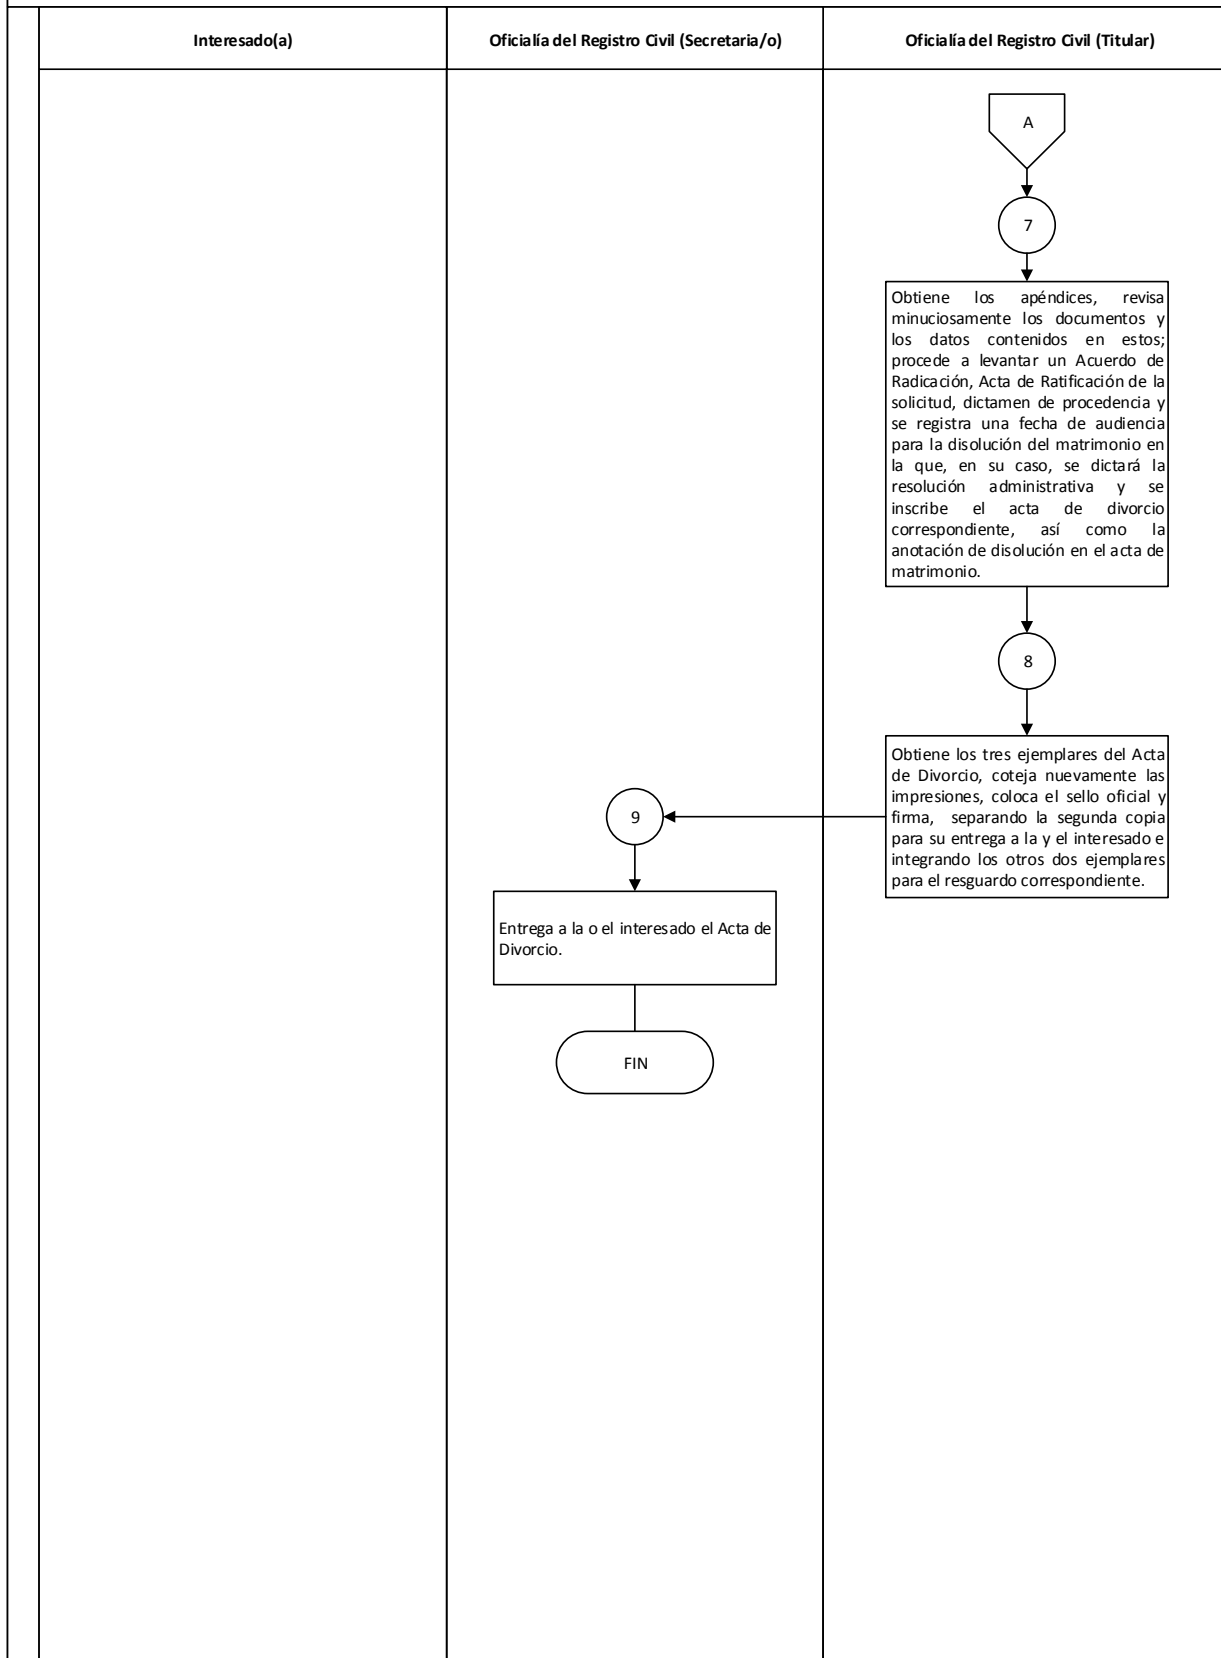 Interesado(a)
Oficialía del Registro Civil (Secretaria/o)
Oficialía del Registro Civil (Titular)
A
7
Obtiene los apéndices, revisa
minuciosamente los documentos y
los datos contenidos en estos;
procede a levantar un Acuerdo de
Radicación, Acta de Ratificación de la
solicitud, dictamen de procedencia y
se registra una fecha de audiencia
para la disolución del matrimonio en
la que, en su caso, se dictará la
resolución administrativa y se
inscribe el acta de divorcio
correspondiente, así como la
anotación de disolución en el acta de
matrimonio.
8
Obtiene los tres ejemplares del Acta
de Divorcio, coteja nuevamente las
impresiones, coloca el sello oficial y
firma, separando la segunda copia
para su entrega a la y el interesado e
integrando los otros dos ejemplares
para el resguardo correspondiente.
9
Entrega a la o el interesado el Acta de
Divorcio.
FIN